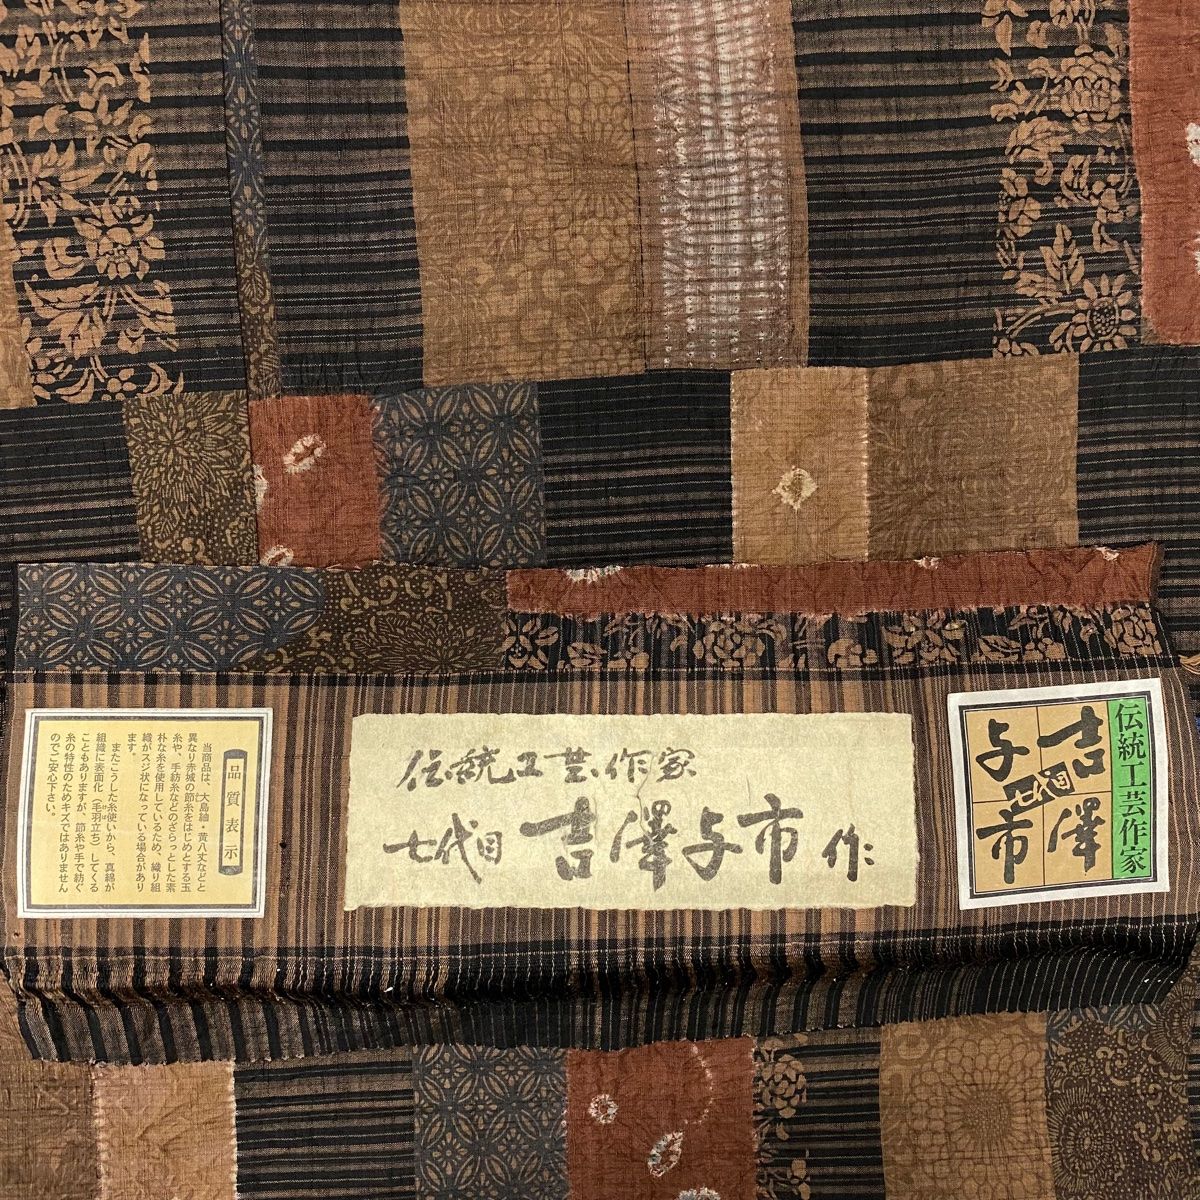 品質表示
当商品は、大島紬・黄八丈などと
異なり赤城の節糸をはじめとする玉
糸や、手紡糸などのざらっとした素
朴な糸を使用しているため、織り組
織がスジ状になっている場合があり
ます。
またこうした糸使いから、真綿が
組織に表面化（毛羽立ち）してくる
こともありますが、節糸や手で紡ぐ
糸の特性のためキズではありません
のでご安心下さい。
伝統工芸作家
七代目 吉澤与市 作
伝統工芸作家
吉澤
七代目
与市